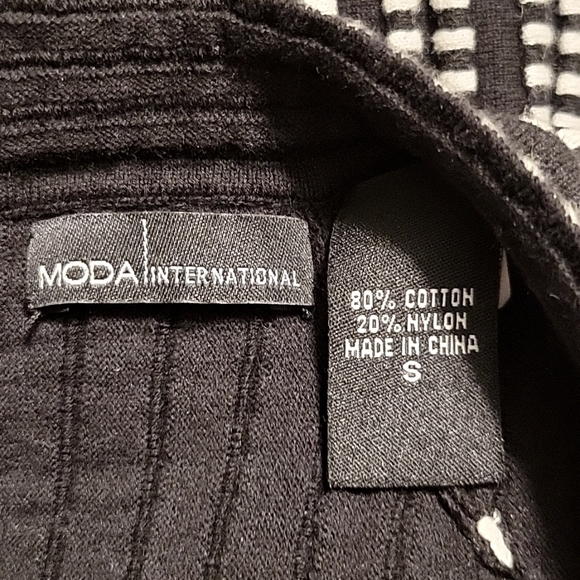 MODA INTERNATIONAL
80% COTTON
20% NYLON
MADE IN CHINA
S